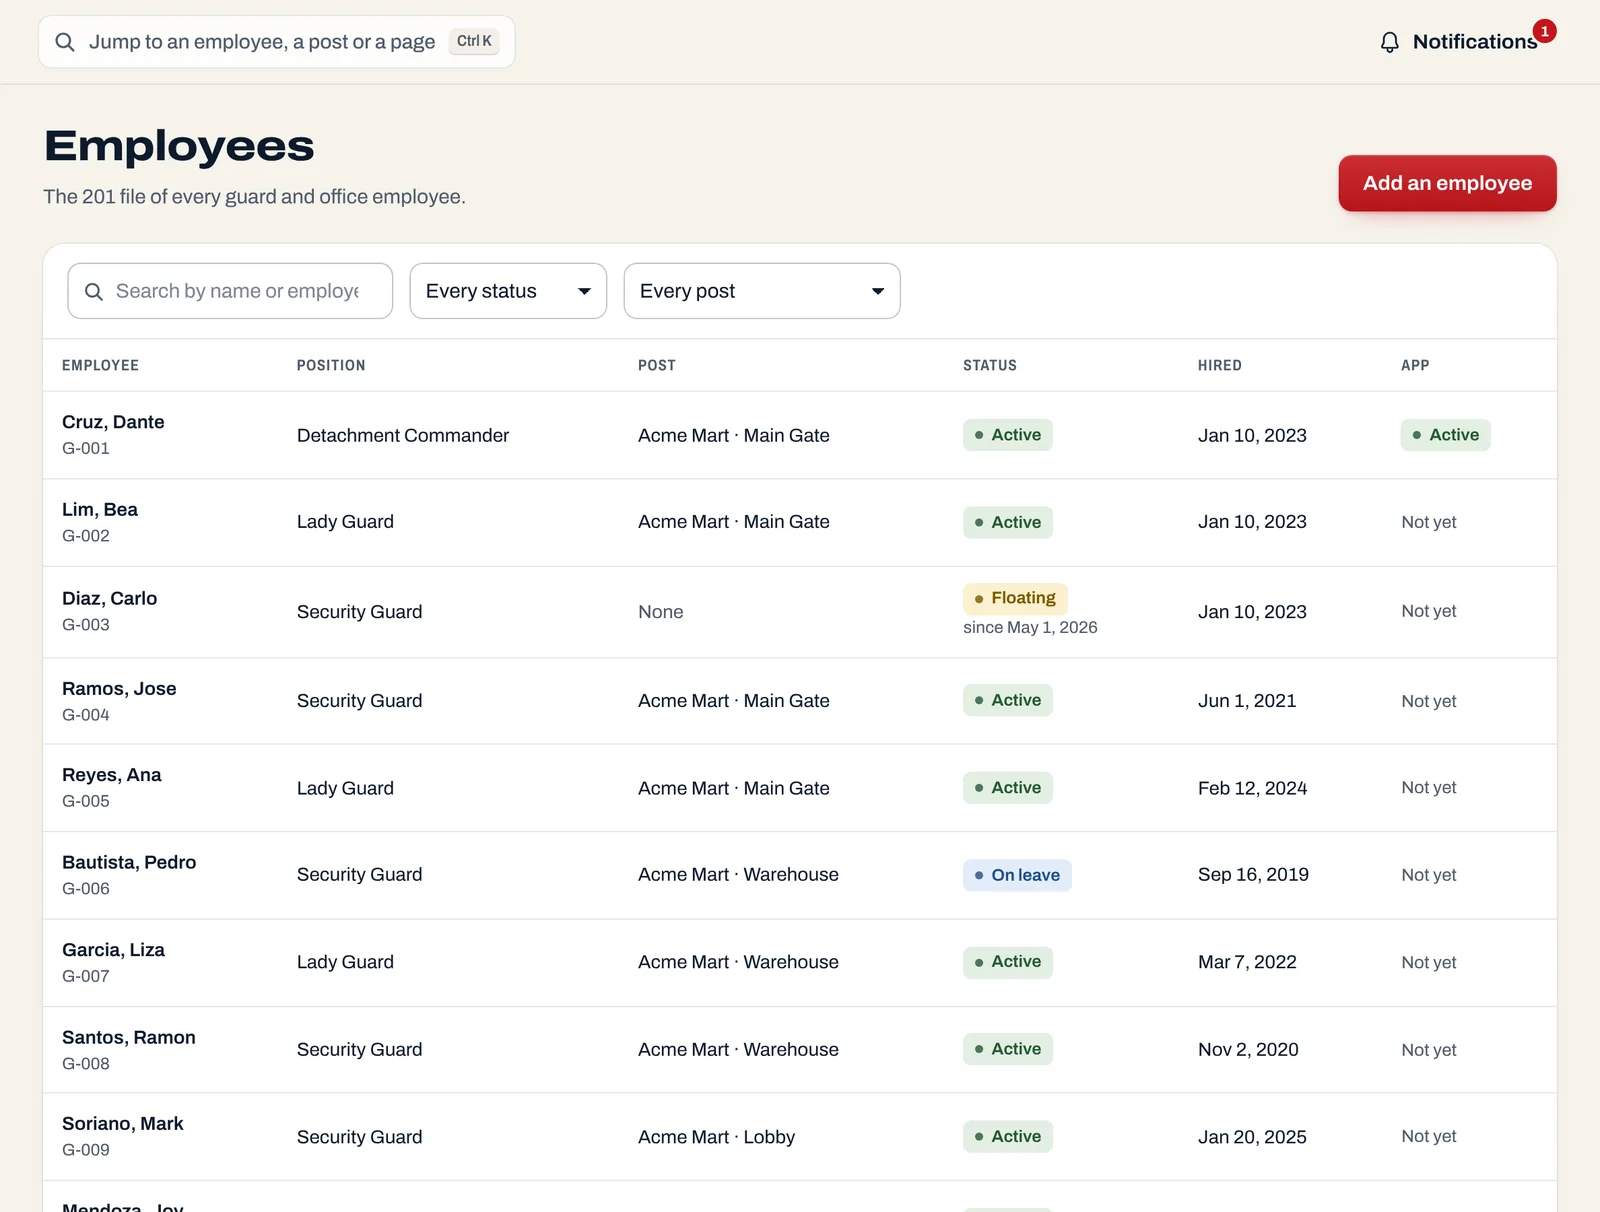 Jump to an employee, a post or a page Ctrl K
Notifications 1
Employees
The 201 file of every guard and office employee.
Add an employee
Search by name or employe
Every status
Every post
EMPLOYEE POSITION POST STATUS HIRED APP
Cruz, Dante
G-001
Detachment Commander
Acme Mart · Main Gate
Active
Jan 10, 2023
Active
Lim, Bea
G-002
Lady Guard
Acme Mart · Main Gate
Active
Jan 10, 2023
Not yet
Diaz, Carlo
G-003
Security Guard
None
Floating
since May 1, 2026
Jan 10, 2023
Not yet
Ramos, Jose
G-004
Security Guard
Acme Mart · Main Gate
Active
Jun 1, 2021
Not yet
Reyes, Ana
G-005
Lady Guard
Acme Mart · Main Gate
Active
Feb 12, 2024
Not yet
Bautista, Pedro
G-006
Security Guard
Acme Mart · Warehouse
On leave
Sep 16, 2019
Not yet
Garcia, Liza
G-007
Lady Guard
Acme Mart · Warehouse
Active
Mar 7, 2022
Not yet
Santos, Ramon
G-008
Security Guard
Acme Mart · Warehouse
Active
Nov 2, 2020
Not yet
Soriano, Mark
G-009
Security Guard
Acme Mart · Lobby
Active
Jan 20, 2025
Not yet
Mendoza, Joy